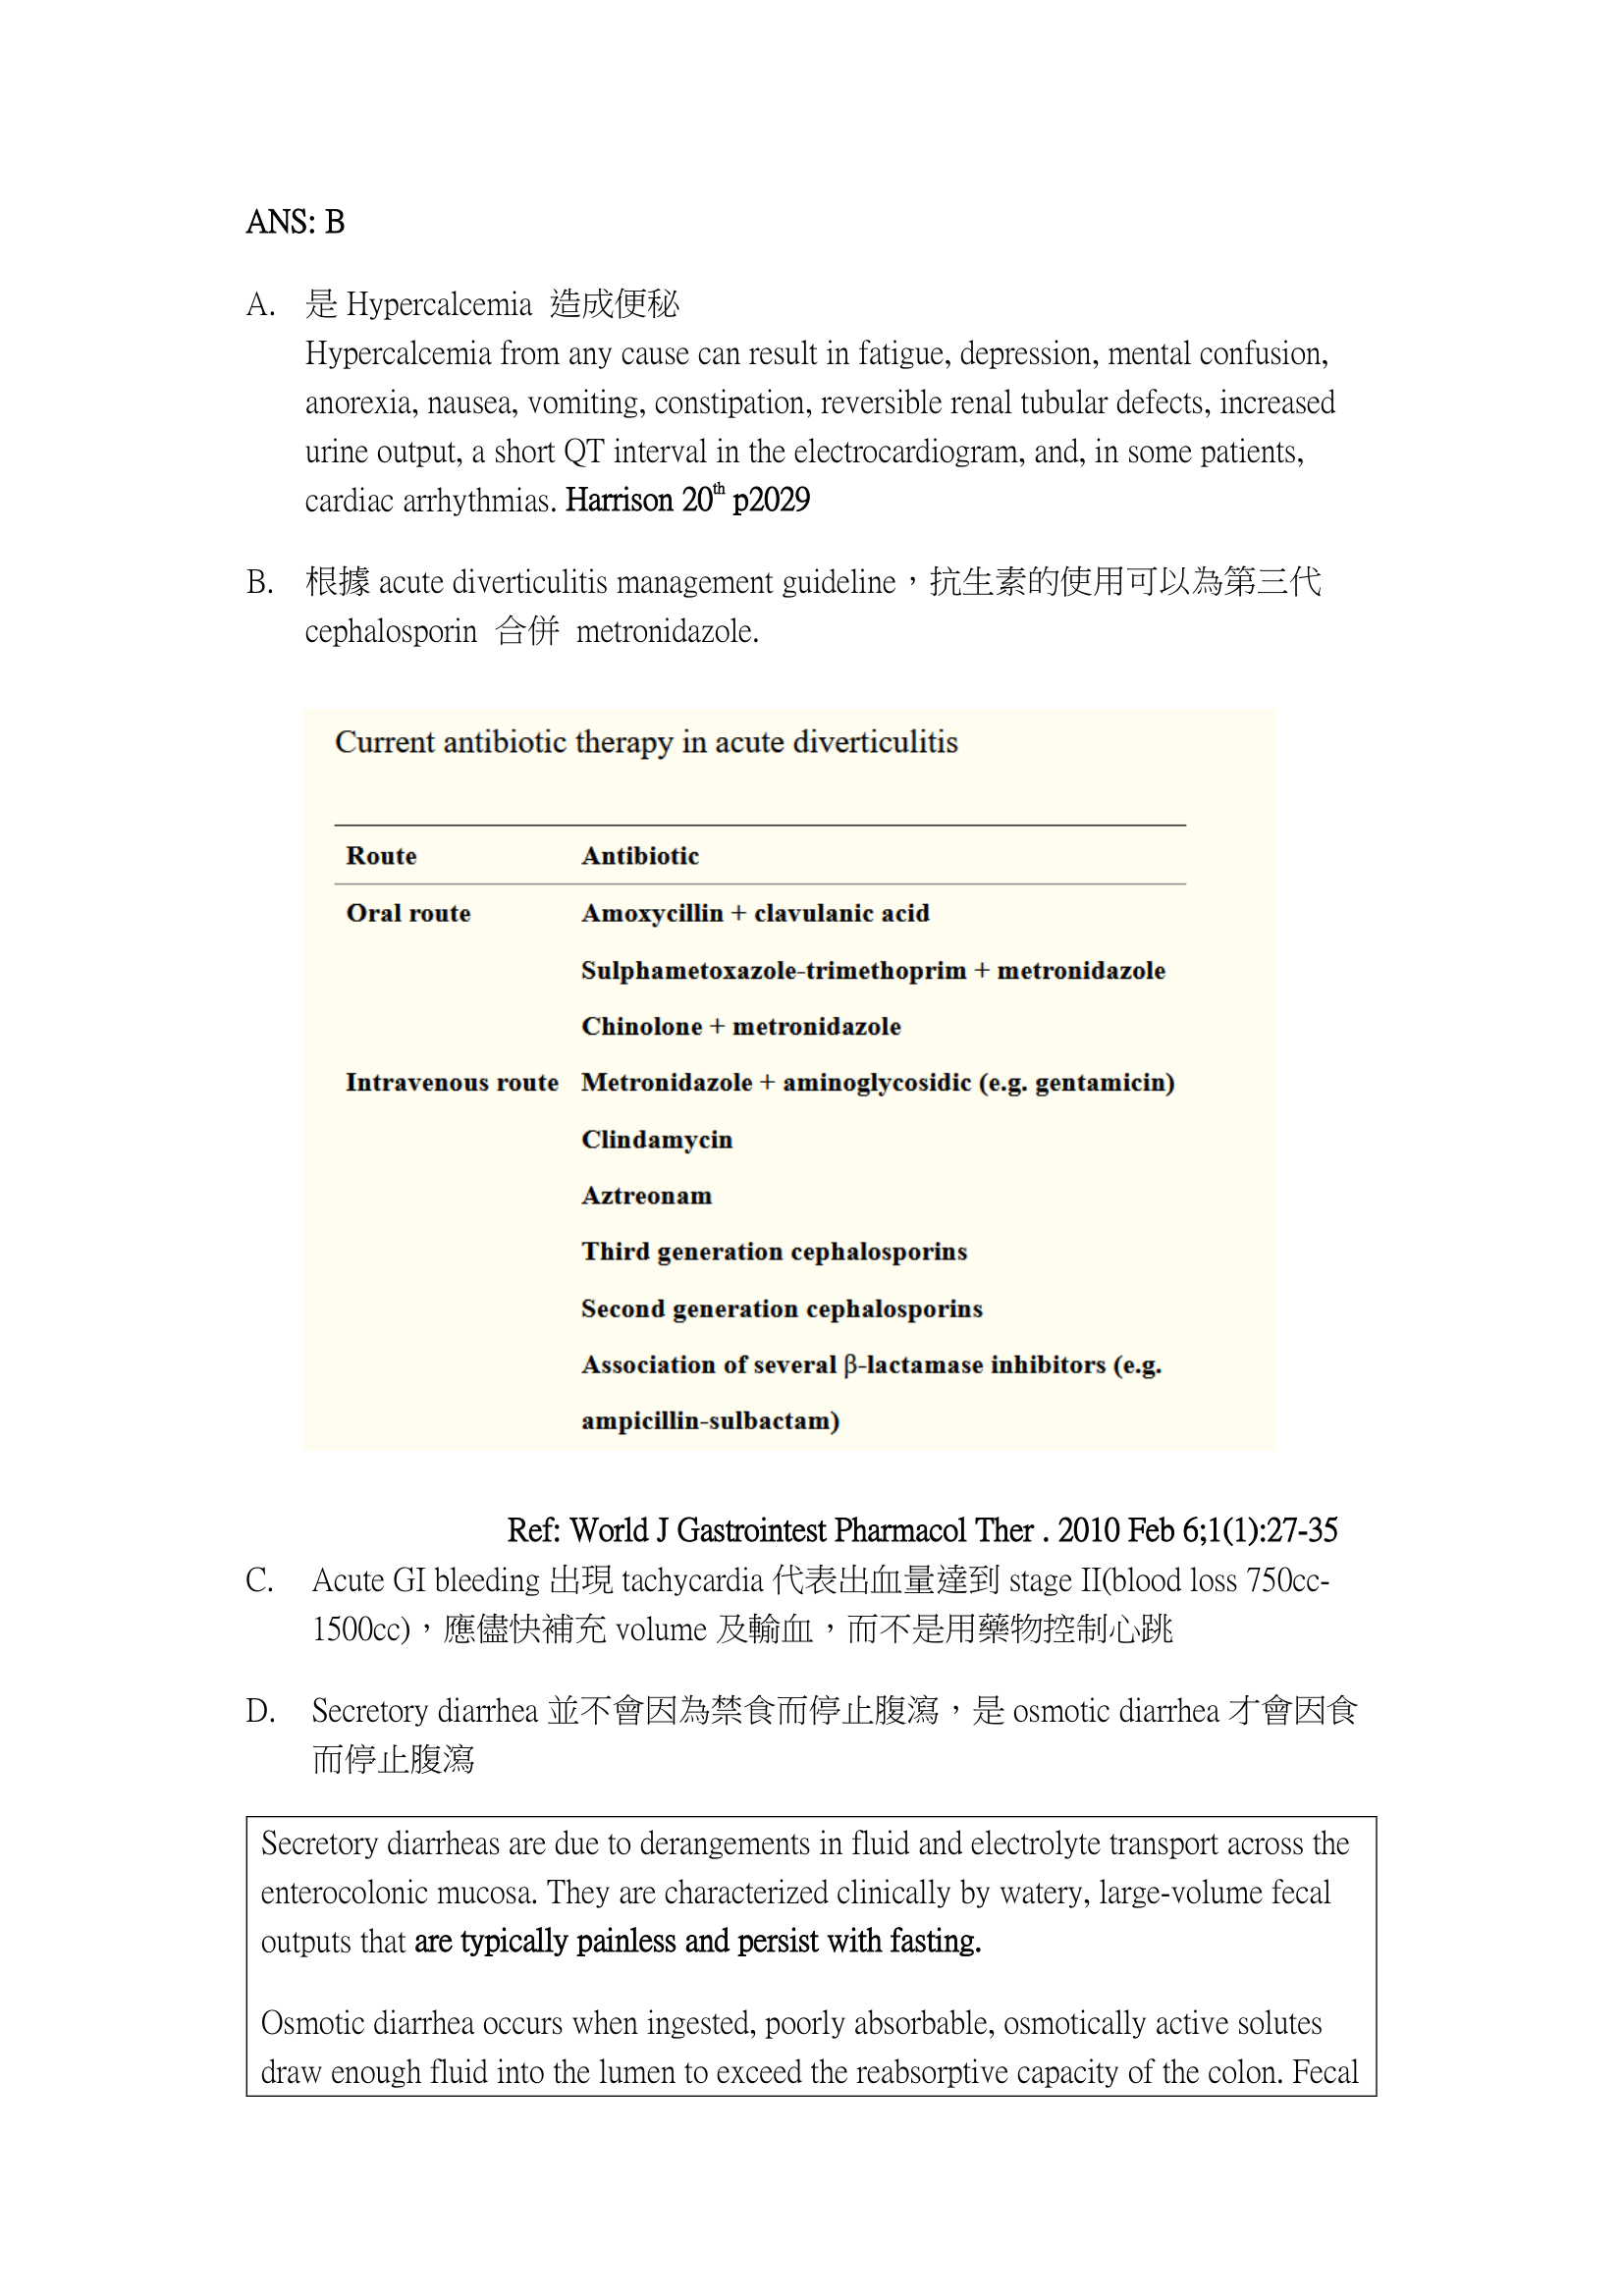 ANS: B
A. 是 Hypercalcemia 造成便秘
Hypercalcemia from any cause can result in fatigue, depression, mental confusion,
anorexia, nausea, vomiting, constipation, reversible renal tubular defects, increased
urine output, a short QT interval in the electrocardiogram, and, in some patients,
cardiac arrhythmias. Harrison 20th p2029
B. 根據 acute diverticulitis management guideline，抗生素的使用可以為第三代
cephalosporin 合併 metronidazole.
Current antibiotic therapy in acute diverticulitis
Route Antibiotic
Oral route Amoxycillin + clavulanic acid
Sulphametoxazole-trimethoprim + metronidazole
Chinolone + metronidazole
Intravenous route Metronidazole + aminoglycosidic (e.g. gentamicin)
Clindamycin
Aztreonam
Third generation cephalosporins
Second generation cephalosporins
Association of several β-lactamase inhibitors (e.g.
ampicillin-sulbactam)
Ref: World J Gastrointest Pharmacol Ther . 2010 Feb 6;1(1):27-35
C. Acute GI bleeding 出現 tachycardia 代表出血量達到 stage II(blood loss 750cc-
1500cc)，應儘快補充 volume 及輸血，而不是用藥物控制心跳
D. Secretory diarrhea 並不會因為禁食而停止腹瀉，是 osmotic diarrhea 才會因食
而停止腹瀉
Secretory diarrheas are due to derangements in fluid and electrolyte transport across the
enterocolonic mucosa. They are characterized clinically by watery, large-volume fecal
outputs that are typically painless and persist with fasting.
Osmotic diarrhea occurs when ingested, poorly absorbable, osmotically active solutes
draw enough fluid into the lumen to exceed the reabsorptive capacity of the colon. Fecal